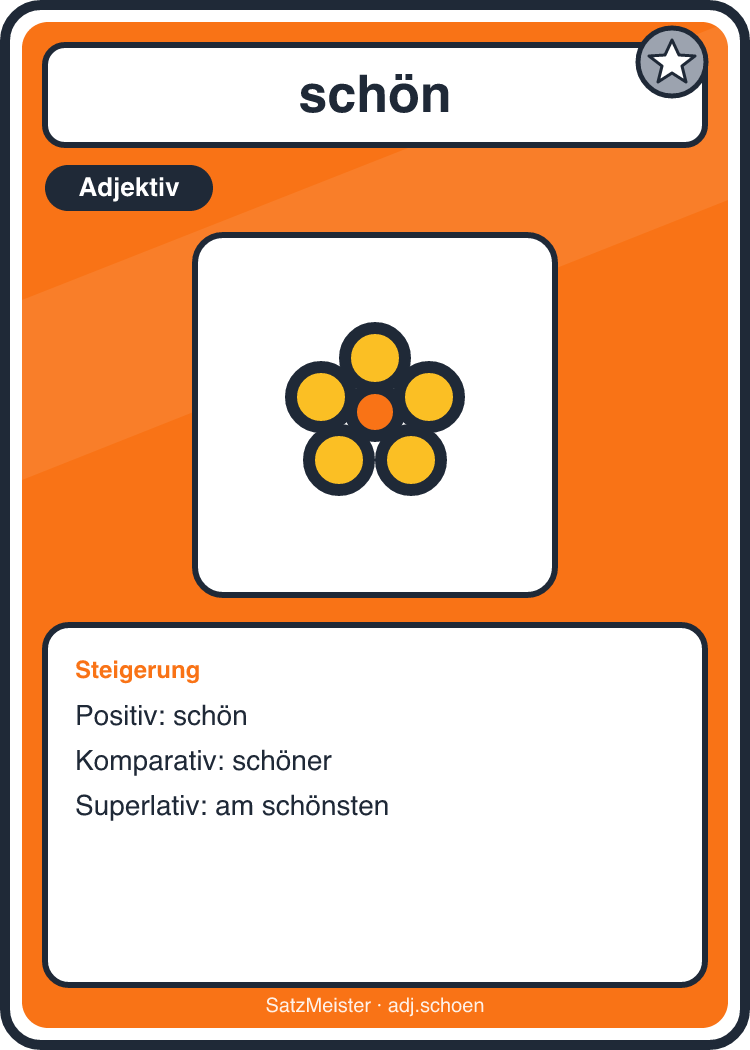 schön
Adjektiv
Steigerung
Positiv: schön
Komparativ: schöner
Superlativ: am schönsten
SatzMeister · adj.schoen